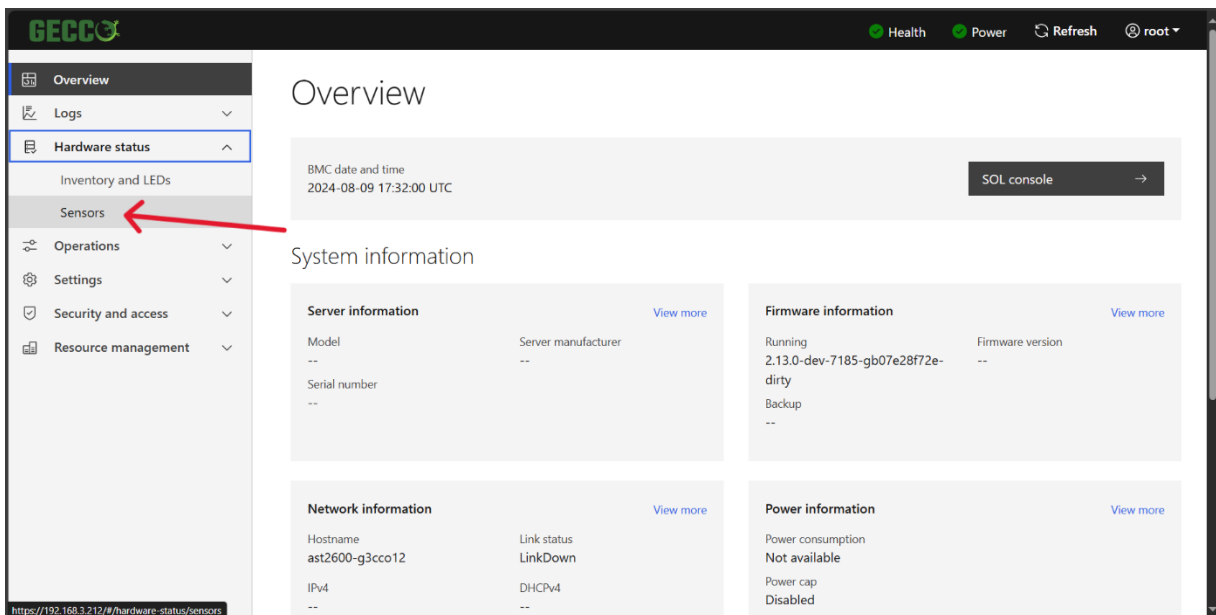 GECCO
Health
Power
Refresh
root
Overview
Logs
Hardware status
Inventory and LEDs
Sensors
Operations
Settings
Security and access
Resource management
Overview
BMC date and time
2024-08-09 17:32:00 UTC
SOL console
System information
Server information
View more
Model
Server manufacturer
--
--
Serial number
--
Firmware information
View more
Running
Firmware version
2.13.0-dev-7185-gb07e28f72e-
--
dirty
Backup
--
Network information
View more
Hostname
Link status
ast2600-g3cco12
LinkDown
IPv4
DHCPv4
--
--
Power information
View more
Power consumption
Not available
Power cap
Disabled
https://192.168.3.212/#/hardware-status/sensors